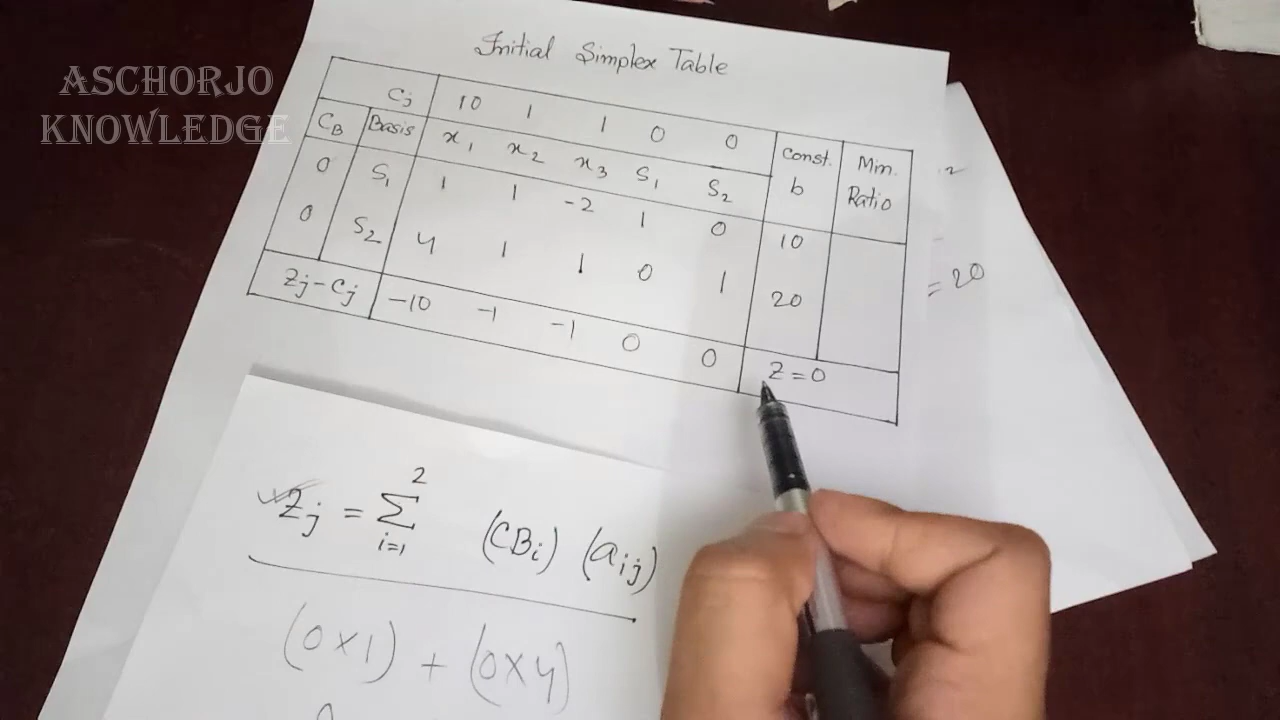 Initial Simplex Table
ASCHORJO
KNOWLEDGE
Cj 10 1 1 0 0 Const. b Min. Ratio
CB Basis x1 x2 x3 S1 S2
0 S1 1 1 -2 1 0 10
0 S2 4 1 1 0 1 20
Zj-Cj -10 -1 -1 0 0 Z=0
= 20
Zj = Σ 2 i=1 (CBi) (aij)
(0×1) + (0×4)